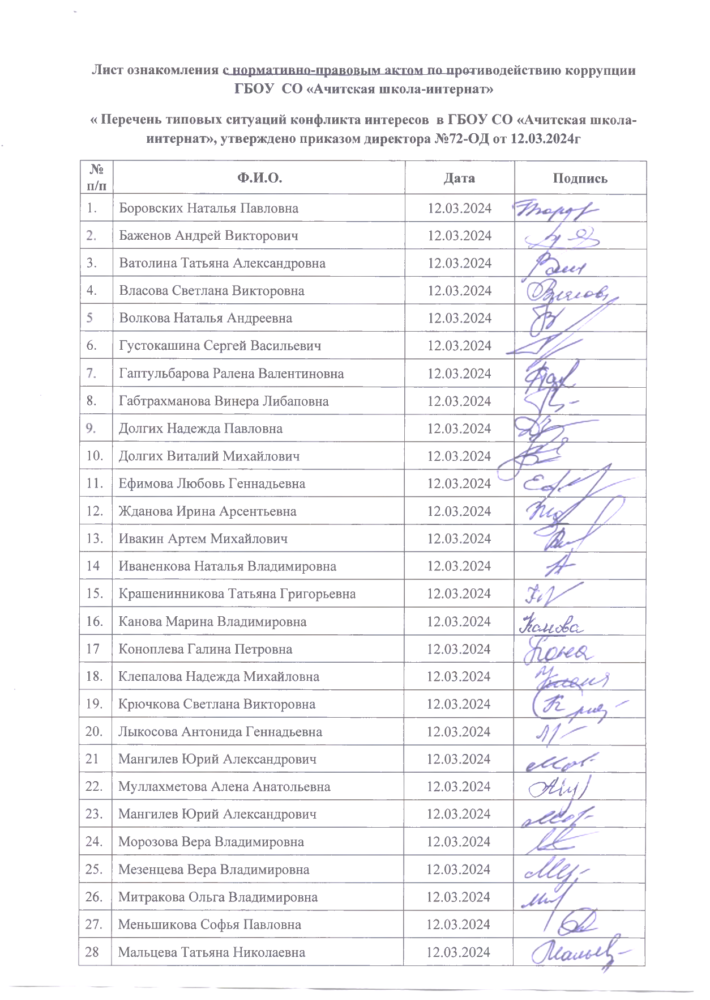 Лист ознакомления с нормативно-правовым актом по противодействию коррупции
ГБОУ СО «Ачитская школа-интернат»
« Перечень типовых ситуаций конфликта интересов в ГБОУ СО «Ачитская школа-
интернат», утверждено приказом директора №72-ОД от 12.03.2024г
№ п/п Ф.И.О. Дата Подпись
1. Боровских Наталья Павловна 12.03.2024
2. Баженов Андрей Викторович 12.03.2024
3. Ватолина Татьяна Александровна 12.03.2024
4. Власова Светлана Викторовна 12.03.2024
5 Волкова Наталья Андреевна 12.03.2024
6. Густокашина Сергей Васильевич 12.03.2024
7. Гаптульбарова Ралена Валентиновна 12.03.2024
8. Габтрахманова Винера Либаповна 12.03.2024
9. Долгих Надежда Павловна 12.03.2024
10. Долгих Виталий Михайлович 12.03.2024
11. Ефимова Любовь Геннадьевна 12.03.2024
12. Жданова Ирина Арсентьевна 12.03.2024
13. Ивакин Артем Михайлович 12.03.2024
14 Иваненкова Наталья Владимировна 12.03.2024
15. Крашенинникова Татьяна Григорьевна 12.03.2024
16. Канова Марина Владимировна 12.03.2024 Канова
17 Коноплева Галина Петровна 12.03.2024
18. Клепалова Надежда Михайловна 12.03.2024
19. Крючкова Светлана Викторовна 12.03.2024
20. Лыкосова Антонида Геннадьевна 12.03.2024
21 Мангилев Юрий Александрович 12.03.2024
22. Муллахметова Алена Анатольевна 12.03.2024
23. Мангилев Юрий Александрович 12.03.2024
24. Морозова Вера Владимировна 12.03.2024
25. Мезенцева Вера Владимировна 12.03.2024
26. Митракова Ольга Владимировна 12.03.2024
27. Меньшикова Софья Павловна 12.03.2024
28 Мальцева Татьяна Николаевна 12.03.2024